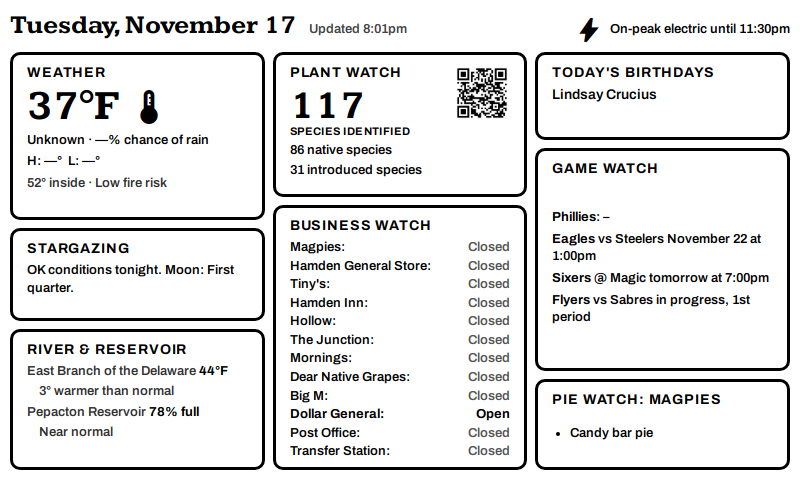 Tuesday, November 17 Updated 8:01pm
On-peak electric until 11:30pm
WEATHER
37°F
Unknown · —% chance of rain
H: —° L: —°
52° inside · Low fire risk
STARGAZING
OK conditions tonight. Moon: First
quarter.
RIVER & RESERVOIR
East Branch of the Delaware 44°F
3° warmer than normal
Pepacton Reservoir 78% full
Near normal
PLANT WATCH
117
SPECIES IDENTIFIED
86 native species
31 introduced species
BUSINESS WATCH
Magpies: Closed
Hamden General Store: Closed
Tiny's: Closed
Hamden Inn: Closed
Hollow: Closed
The Junction: Closed
Mornings: Closed
Dear Native Grapes: Closed
Big M: Closed
Dollar General: Open
Post Office: Closed
Transfer Station: Closed
TODAY'S BIRTHDAYS
Lindsay Crucius
GAME WATCH
Phillies: –
Eagles vs Steelers November 22 at
1:00pm
Sixers @ Magic tomorrow at 7:00pm
Flyers vs Sabres in progress, 1st
period
PIE WATCH: MAGPIES
• Candy bar pie